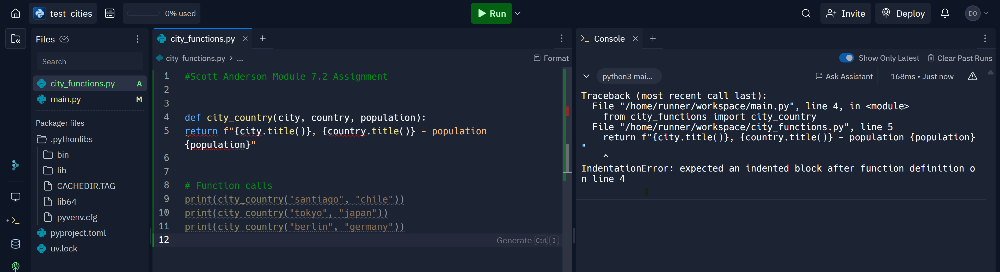 test_cities
0% used
Run
Invite
Deploy
DO
Files
Search
city_functions.py A
main.py M
Packager files
.pythonlibs
bin
lib
CACHEDIR.TAG
lib64
pyvenv.cfg
pyproject.toml
uv.lock
city_functions.py
city_functions.py > ...
Format
1 #Scott Anderson Module 7.2 Assignment
2
3
4 def city_country(city, country, population):
5 return f"{city.title()}, {country.title()} - population
{population}"
6
7
8 # Function calls
9 print(city_country("santiago", "chile"))
10 print(city_country("tokyo", "japan"))
11 print(city_country("berlin", "germany"))
12
Generate Ctrl I
Console
Show Only Latest
Clear Past Runs
python3 mai...
Ask Assistant
168ms • Just now
Traceback (most recent call last):
File "/home/runner/workspace/main.py", line 4, in <module>
from city_functions import city_country
File "/home/runner/workspace/city_functions.py", line 5
return f"{city.title()}, {country.title()} - population {population}
"
^
IndentationError: expected an indented block after function definition o
n line 4